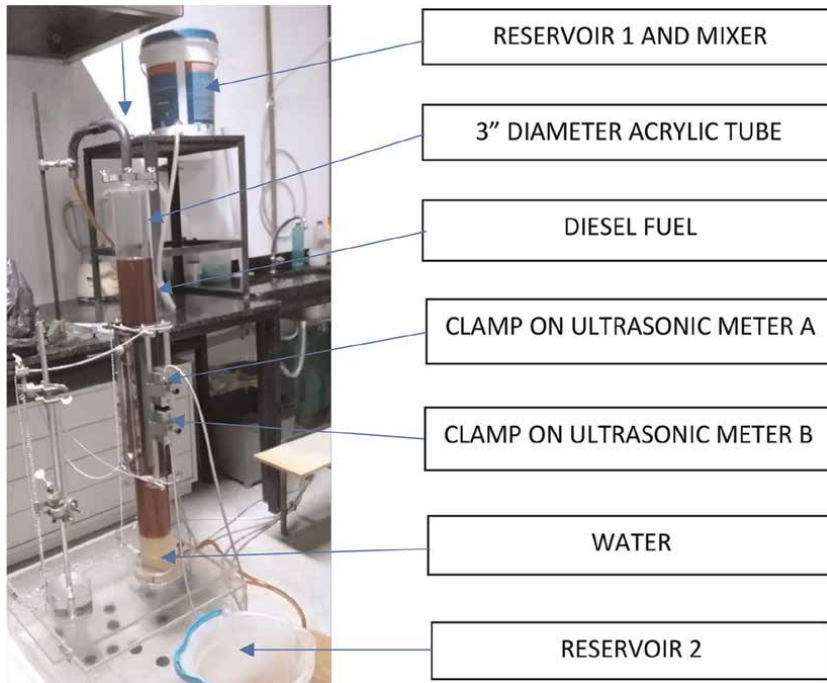 RESERVOIR 1 AND MIXER
3” DIAMETER ACRYLIC TUBE
DIESEL FUEL
CLAMP ON ULTRASONIC METER A
CLAMP ON ULTRASONIC METER B
WATER
RESERVOIR 2